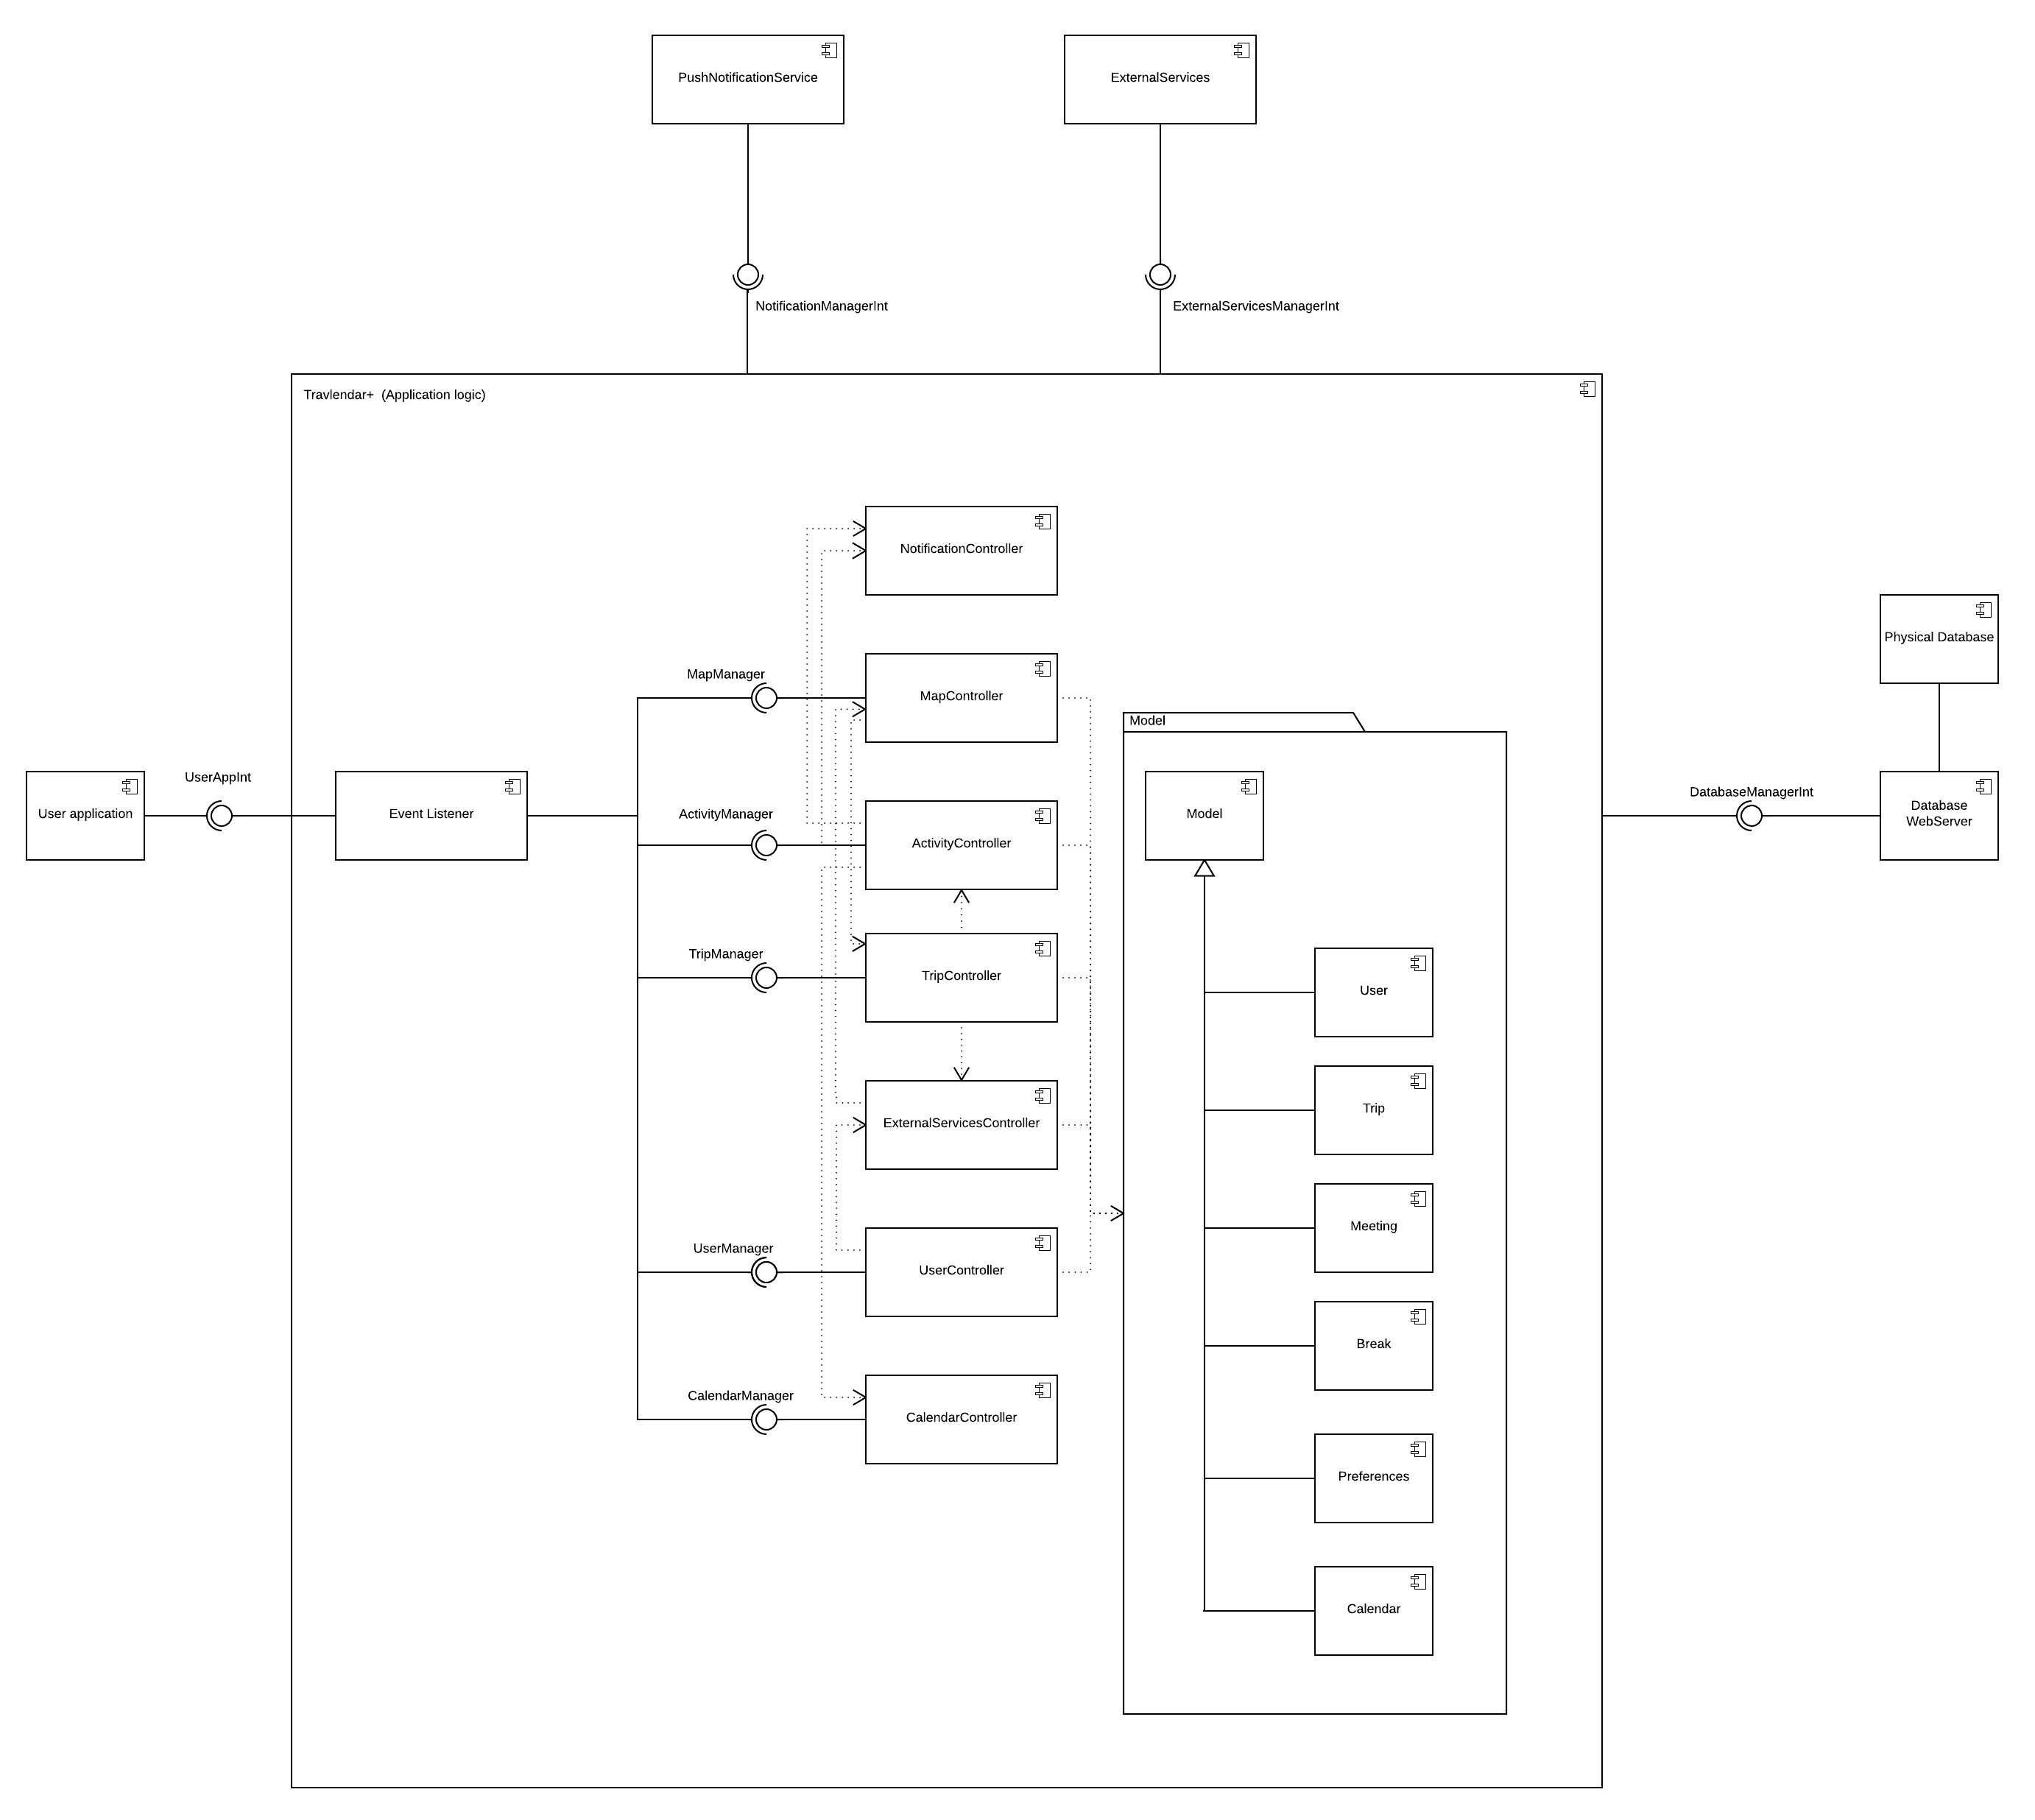 PushNotificationService
ExternalServices
NotificationManagerInt
ExternalServicesManagerInt
Travlendar+ (Application logic)
NotificationController
Physical Database
MapManager
MapController
Model
UserAppInt
User application
Event Listener
ActivityManager
ActivityController
Model
DatabaseManagerInt
Database
WebServer
TripManager
TripController
User
Trip
ExternalServicesController
Meeting
UserManager
UserController
Break
CalendarManager
CalendarController
Preferences
Calendar